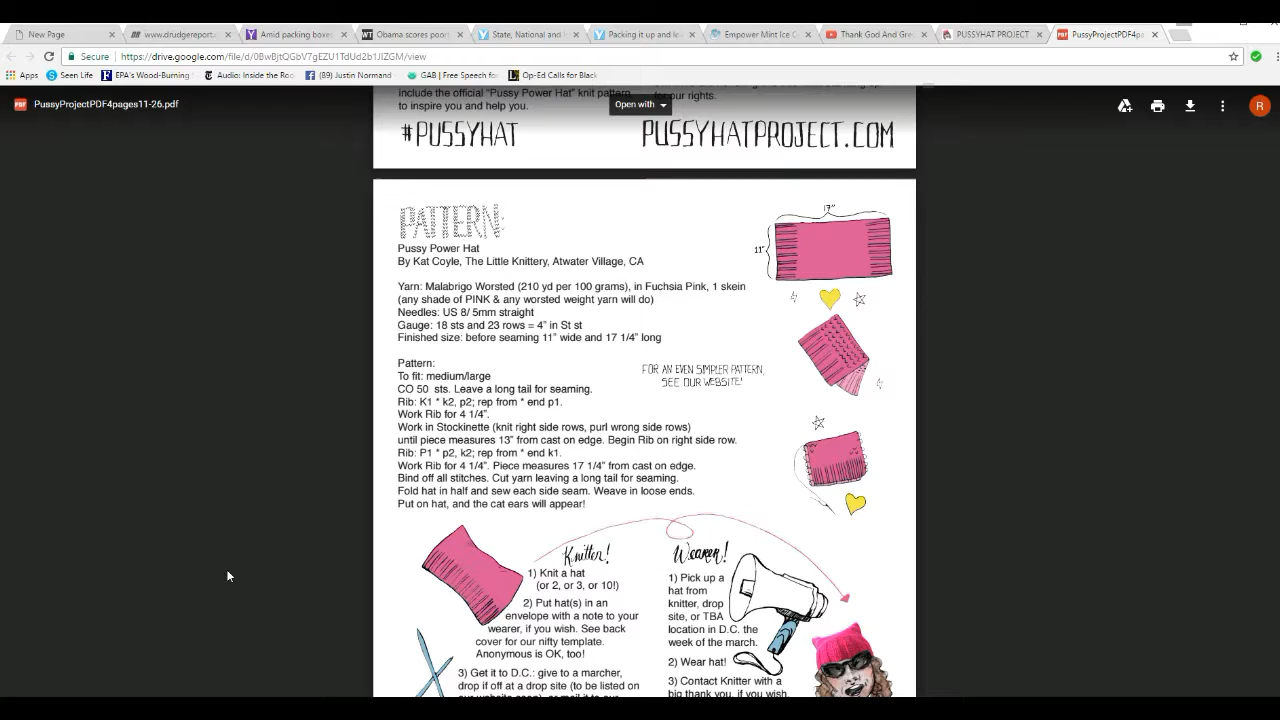 New Page
www.drudgereport.
Amid packing boxe
Obama scores poor
State, National and I
Packing it up and le
Empower Mint Ice C
Thank God And Gre
PUSSYHAT PROJECT
PussyProjectPDF4pa
Secure
https://drive.google.com/file/d/0BwBjtQGbV7gEZU1TdUd2b1JIZGM/view
Apps
Seen Life
EPA's Wood-Burning
Audio: Inside the Ro
(89) Justin Normand
GAB | Free Speech fo
Op-Ed Calls for Black
PDF
PussyProjectPDF4pages11-26.pdf
Open with
R
include the official "Pussy Power Hat" knit pattern
to inspire you and help you.
for our rights.
#PUSSYHAT
PUSSYHATPROJECT.COM
PATTERN:
Pussy Power Hat
By Kat Coyle, The Little Knittery, Atwater Village, CA
17"
11"
Yarn: Malabrigo Worsted (210 yd per 100 grams), in Fuchsia Pink, 1 skein
(any shade of PINK & any worsted weight yarn will do)
Needles: US 8/ 5mm straight
Gauge: 18 sts and 23 rows = 4" in St st
Finished size: before seaming 11" wide and 17 1/4" long
Pattern:
To fit: medium/large
CO 50 sts. Leave a long tail for seaming.
Rib: K1 * k2, p2; rep from * end p1.
Work Rib for 4 1/4".
Work in Stockinette (knit right side rows, purl wrong side rows)
until piece measures 13" from cast on edge. Begin Rib on right side row.
Rib: P1 * p2, k2; rep from * end k1.
Work Rib for 4 1/4". Piece measures 17 1/4" from cast on edge.
Bind off all stitches. Cut yarn leaving a long tail for seaming.
Fold hat in half and sew each side seam. Weave in loose ends.
Put on hat, and the cat ears will appear!
FOR AN EVEN SIMPLER PATTERN,
SEE OUR WEBSITE!
Knitter!
1) Knit a hat
(or 2, or 3, or 10!)
2) Put hat(s) in an
envelope with a note to your
wearer, if you wish. See back
cover for our nifty template.
Anonymous is OK, too!
3) Get it to D.C.: give to a marcher,
drop if off at a drop site (to be listed on
Wearer!
1) Pick up a
hat from
knitter, drop
site, or TBA
location in D.C. the
week of the march.
2) Wear hat!
3) Contact Knitter with a
big thank you, if you wish.